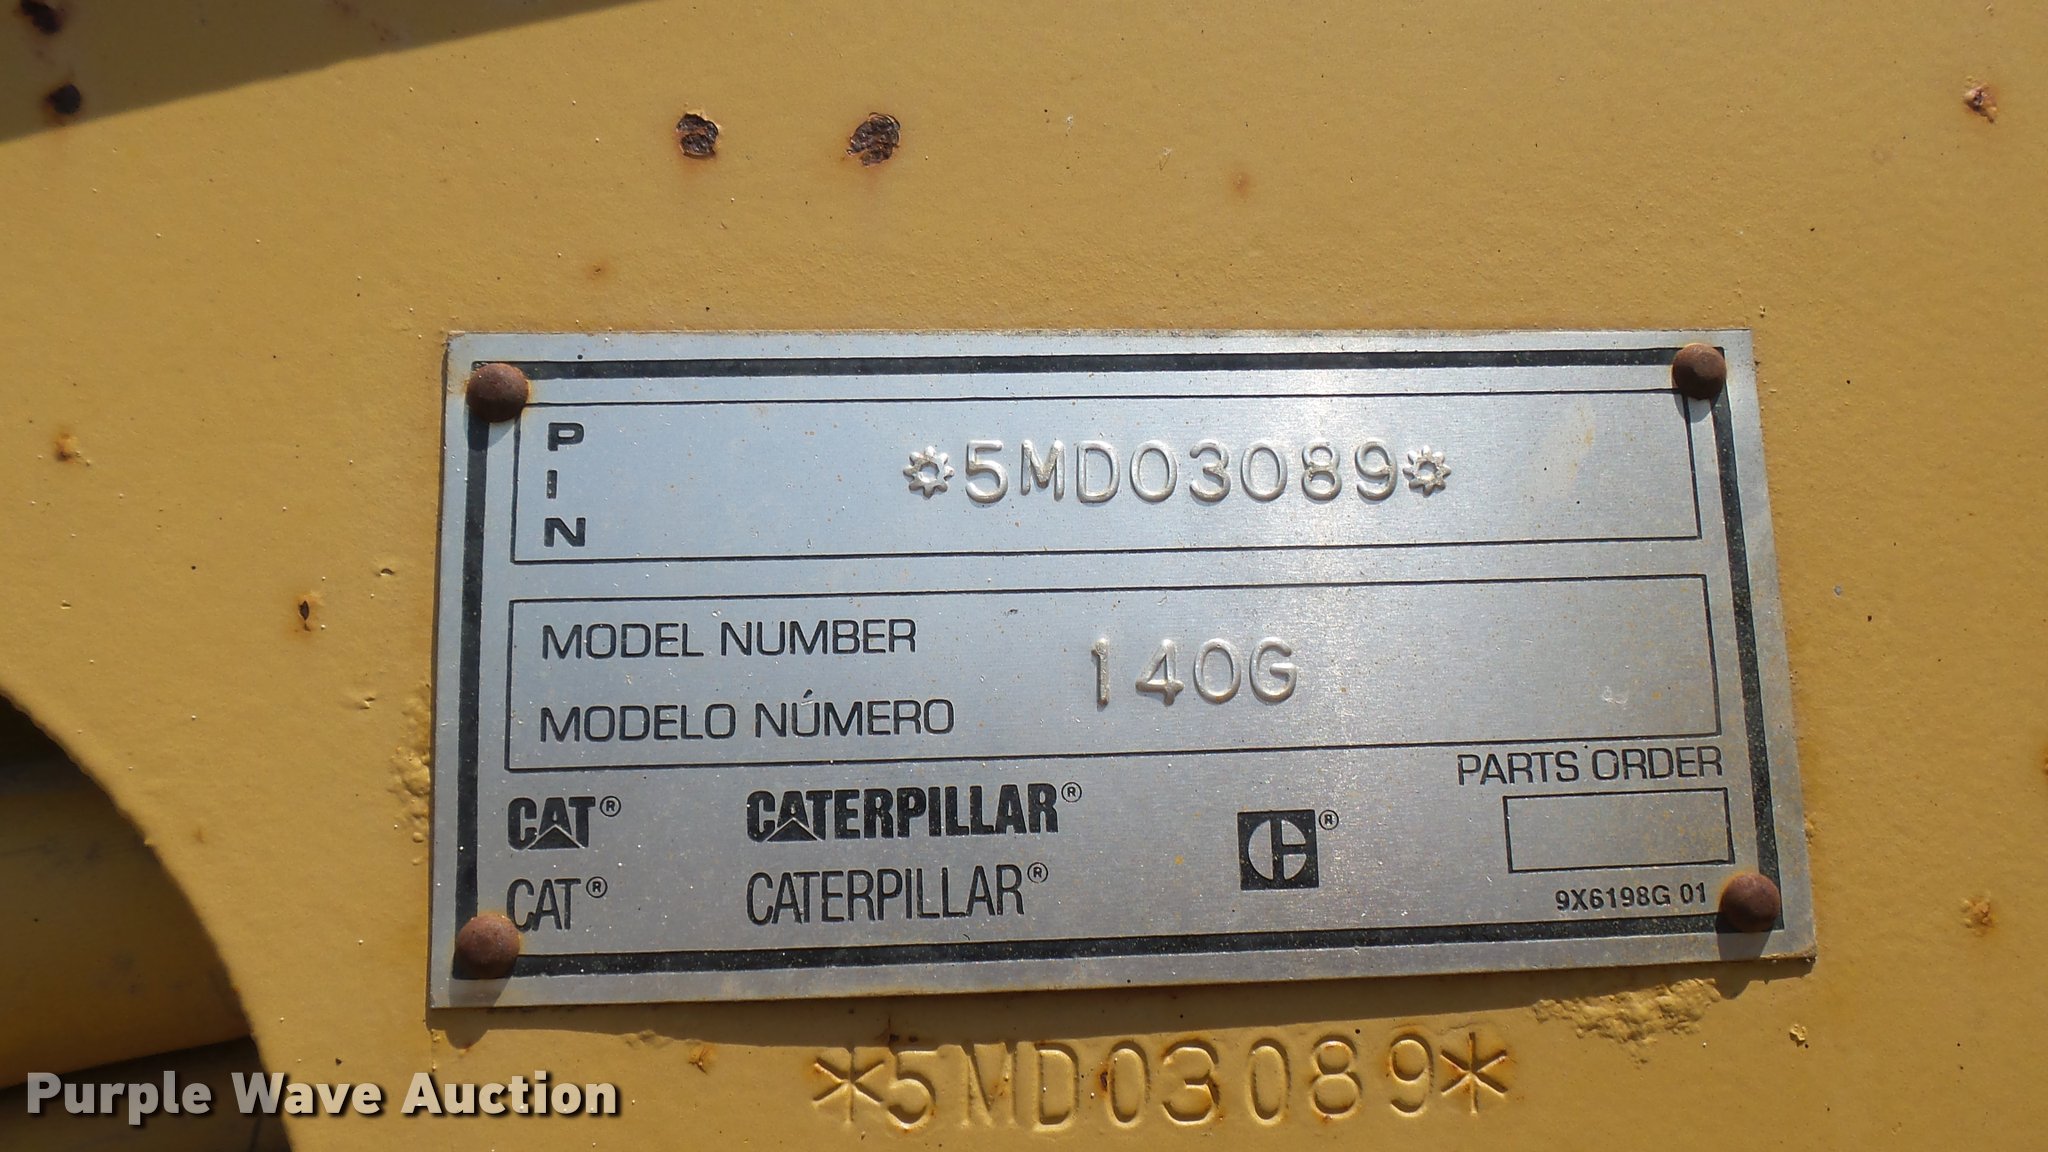 PIN
*5MD03089*
MODEL NUMBER
140G
MODELO NÚMERO
PARTS ORDER
CAT® CATERPILLAR® ®
CAT® CATERPILLAR®
9X6198G 01
*5MD03089*
Purple Wave Auction